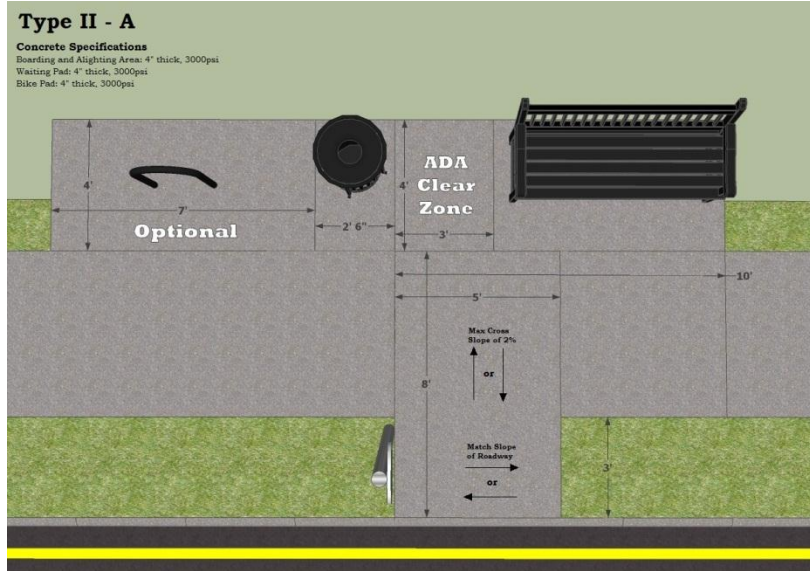 Type II - A
Concrete Specifications
Boarding and Alighting Area: 4" thick, 3000psi
Waiting Pad: 4" thick, 3000psi
Bike Pad: 4" thick, 3000psi
4'
7'
Optional
2' 6"
4'
ADA
Clear
Zone
3'
10'
5'
8'
Max Cross
Slope of 2%
or
Match Slope
of Roadway
or
3'